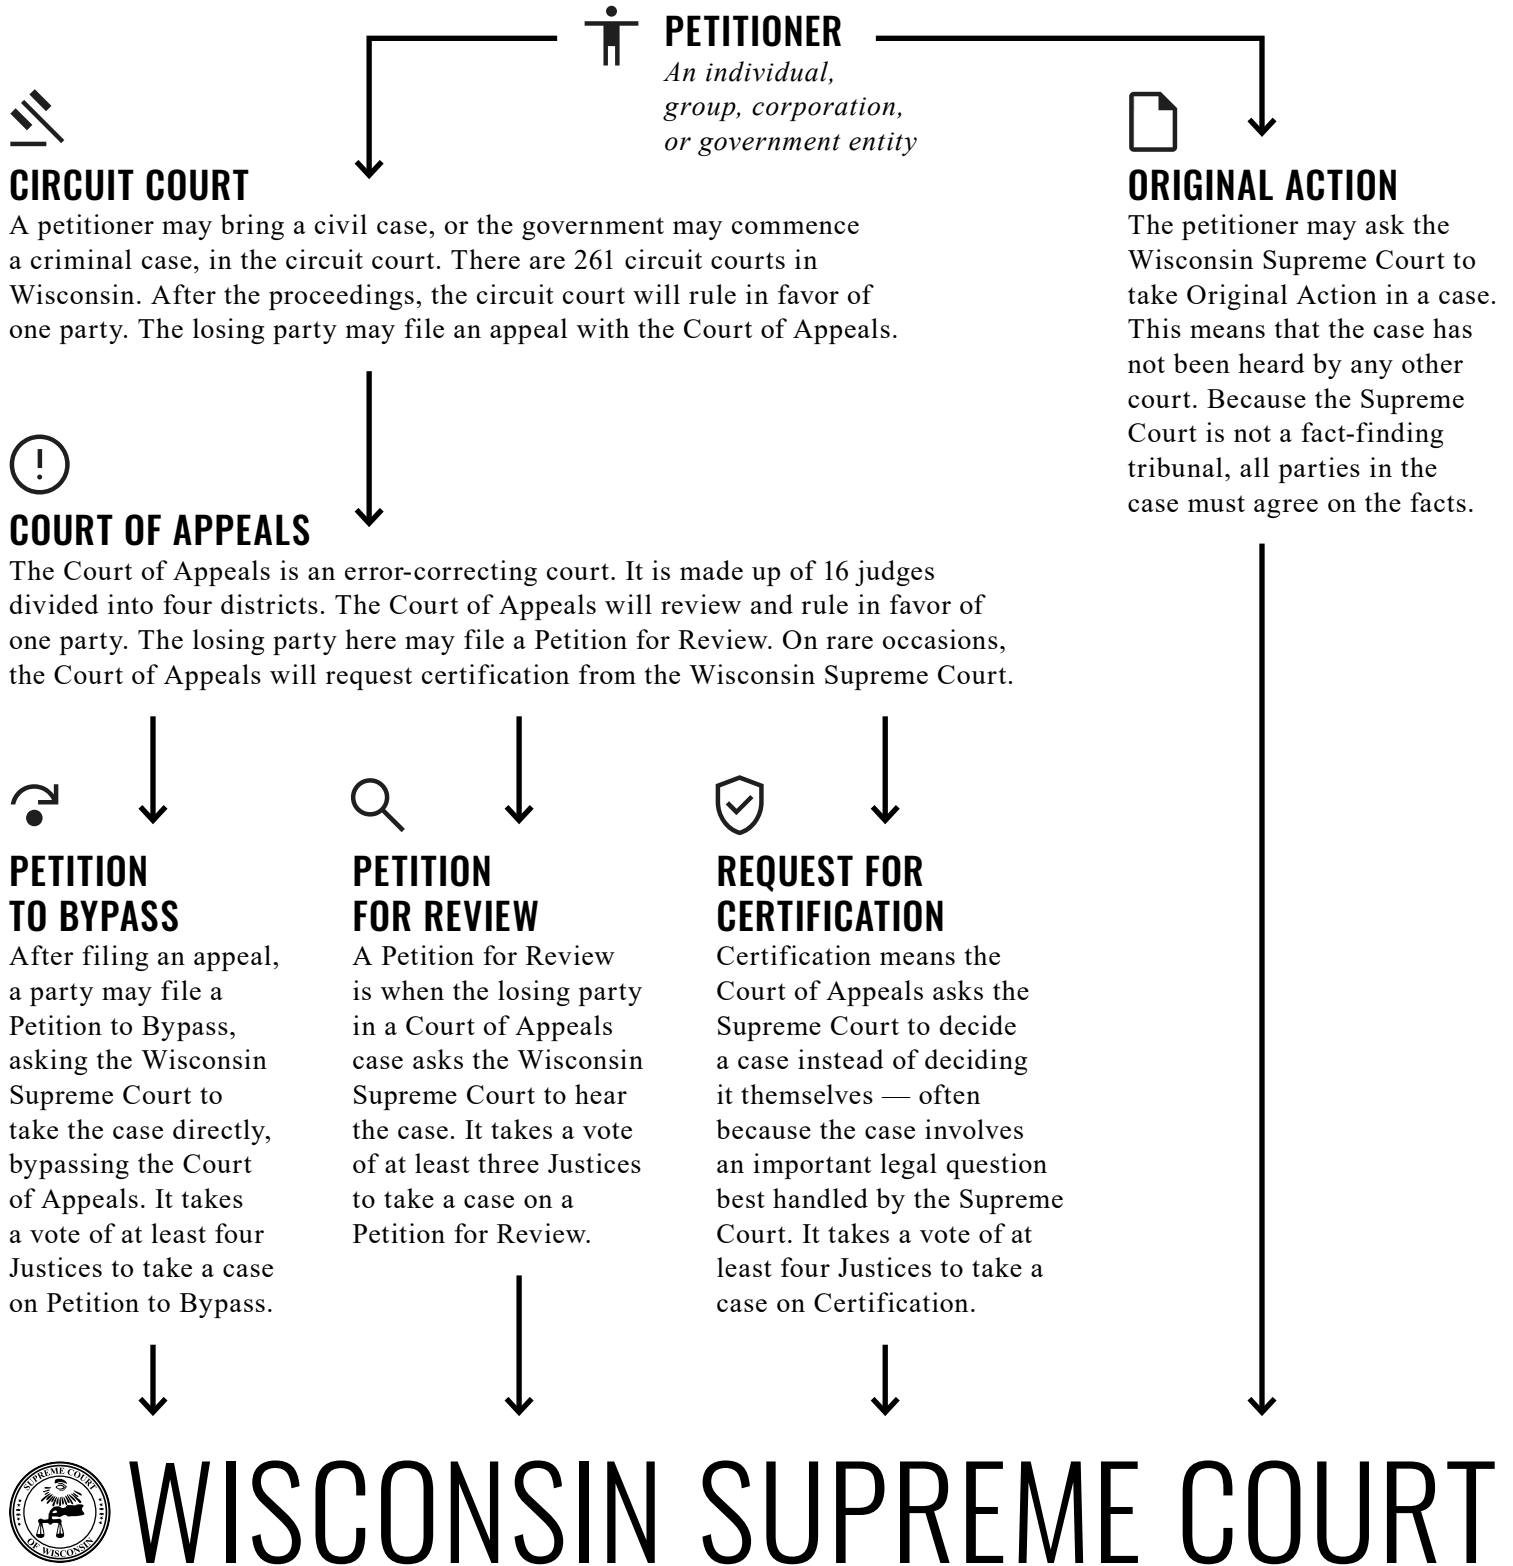 PETITIONER
An individual,
group, corporation,
or government entity
CIRCUIT COURT
A petitioner may bring a civil case, or the government may commence
a criminal case, in the circuit court. There are 261 circuit courts in
Wisconsin. After the proceedings, the circuit court will rule in favor of
one party. The losing party may file an appeal with the Court of Appeals.
ORIGINAL ACTION
The petitioner may ask the
Wisconsin Supreme Court to
take Original Action in a case.
This means that the case has
not been heard by any other
court. Because the Supreme
Court is not a fact-finding
tribunal, all parties in the
case must agree on the facts.
COURT OF APPEALS
The Court of Appeals is an error-correcting court. It is made up of 16 judges
divided into four districts. The Court of Appeals will review and rule in favor of
one party. The losing party here may file a Petition for Review. On rare occasions,
the Court of Appeals will request certification from the Wisconsin Supreme Court.
PETITION
TO BYPASS
After filing an appeal,
a party may file a
Petition to Bypass,
asking the Wisconsin
Supreme Court to
take the case directly,
bypassing the Court
of Appeals. It takes
a vote of at least four
Justices to take a case
on Petition to Bypass.
PETITION
FOR REVIEW
A Petition for Review
is when the losing party
in a Court of Appeals
case asks the Wisconsin
Supreme Court to hear
the case. It takes a vote
of at least three Justices
to take a case on a
Petition for Review.
REQUEST FOR
CERTIFICATION
Certification means the
Court of Appeals asks the
Supreme Court to decide
a case instead of deciding
it themselves — often
because the case involves
an important legal question
best handled by the Supreme
Court. It takes a vote of at
least four Justices to take a
case on Certification.
SUPREME COURT
OF WISCONSIN
WISCONSIN SUPREME COURT